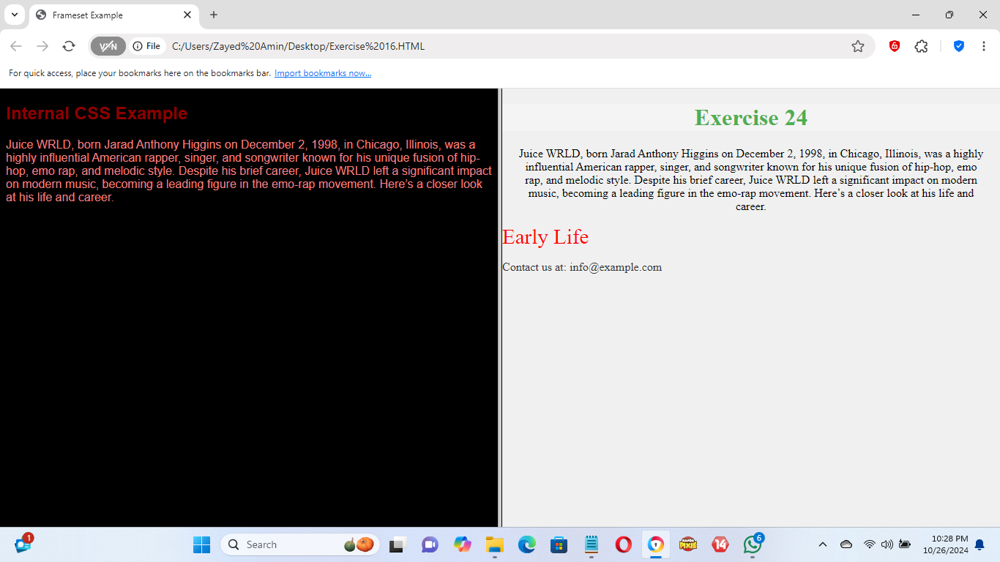 Frameset Example
VPN
File
C:/Users/Zayed%20Amin/Desktop/Exercise%2016.HTML
For quick access, place your bookmarks here on the bookmarks bar. Import bookmarks now...
Internal CSS Example
Juice WRLD, born Jarad Anthony Higgins on December 2, 1998, in Chicago, Illinois, was a
highly influential American rapper, singer, and songwriter known for his unique fusion of hip-
hop, emo rap, and melodic style. Despite his brief career, Juice WRLD left a significant impact
on modern music, becoming a leading figure in the emo-rap movement. Here’s a closer look
at his life and career.
Exercise 24
Juice WRLD, born Jarad Anthony Higgins on December 2, 1998, in Chicago, Illinois, was a highly
influential American rapper, singer, and songwriter known for his unique fusion of hip-hop, emo
rap, and melodic style. Despite his brief career, Juice WRLD left a significant impact on modern
music, becoming a leading figure in the emo-rap movement. Here’s a closer look at his life and
career.
Early Life
Contact us at: info@example.com
1
Search
PIXIE
14
6
10:28 PM
10/26/2024